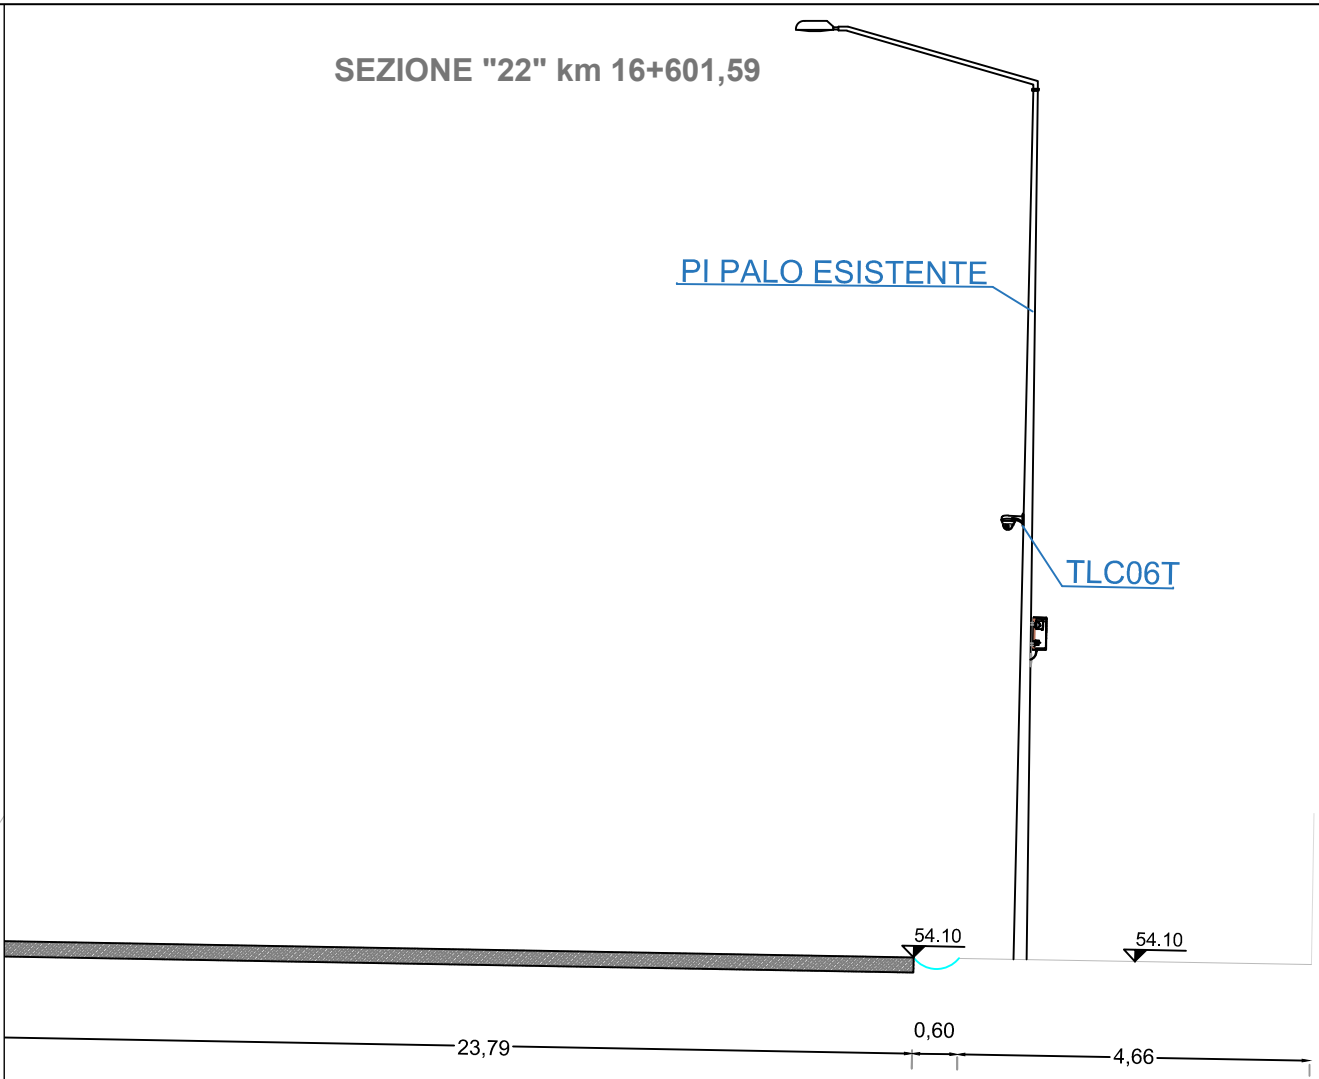 SEZIONE "22" km 16+601,59
PI PALO ESISTENTE
TLC06T
54.10
54.10
0,60
23,79
4,66